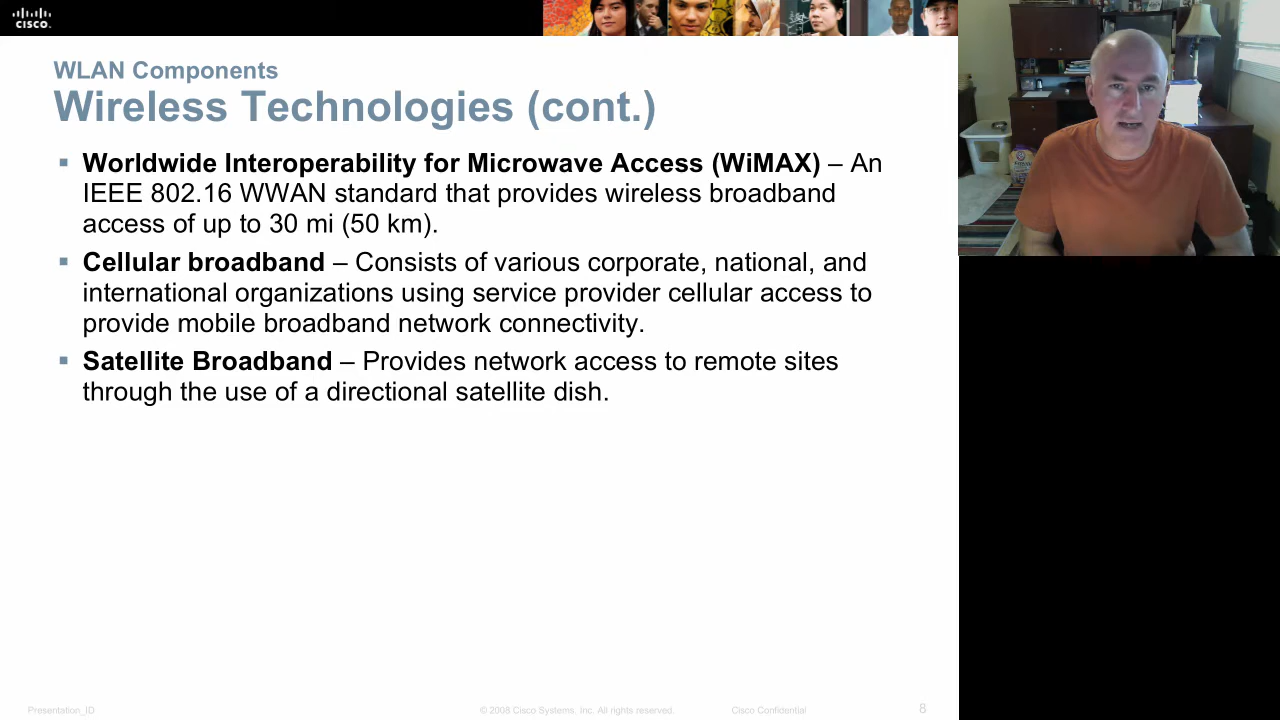 CISCO.
WLAN Components
Wireless Technologies (cont.)
Worldwide Interoperability for Microwave Access (WiMAX) – An
IEEE 802.16 WWAN standard that provides wireless broadband
access of up to 30 mi (50 km).
Cellular broadband – Consists of various corporate, national, and
international organizations using service provider cellular access to
provide mobile broadband network connectivity.
Satellite Broadband – Provides network access to remote sites
through the use of a directional satellite dish.
Presentation_ID
© 2008 Cisco Systems, Inc. All rights reserved.
Cisco Confidential
8